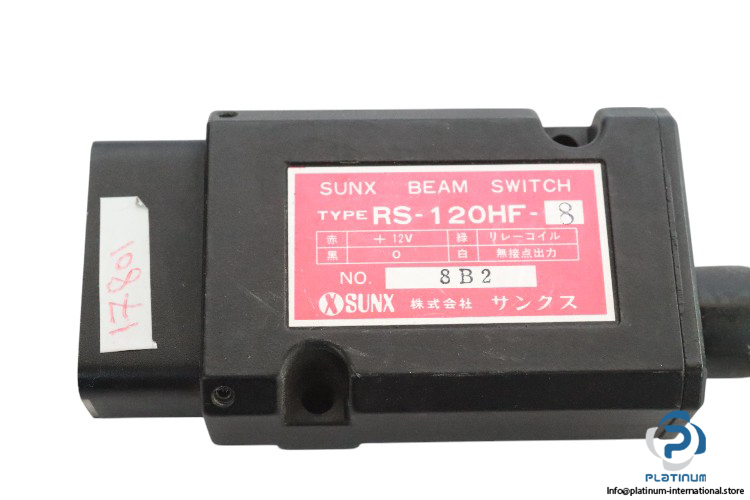 SUNX BEAM SWITCH
TYPE RS-120HF-8
赤 + 12V 緑 リレーコイル
黒 0 白 無接点出力
NO. 8B2
SUNX 株式会社 サンクス
17801
PLATINUM
Info@platinum-international.store